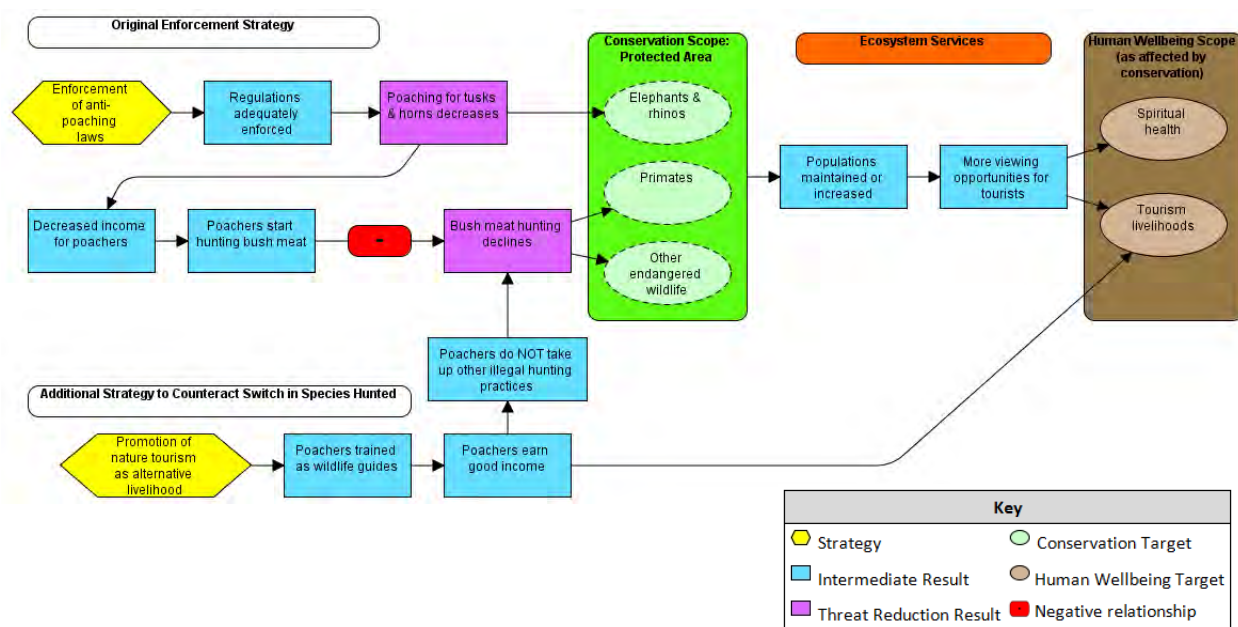 Original Enforcement Strategy
Conservation Scope:
Protected Area
Ecosystem Services
Human Wellbeing Scope
(as affected by
conservation)
Enforcement
of anti-
poaching
laws
Regulations
adequately
enforced
Poaching for tusks
& horns decreases
Elephants &
rhinos
Spiritual
health
Populations
maintained or
increased
More viewing
opportunities for
tourists
Primates
Tourism
livelihoods
Decreased income
for poachers
Poachers start
hunting bush meat
-
Bush meat hunting
declines
Other
endangered
wildlife
Poachers do NOT take
up other illegal hunting
practices
Additional Strategy to Counteract Switch in Species Hunted
Promotion of
nature tourism
as alternative
livelihood
Poachers trained
as wildlife guides
Poachers earn
good income
Key
Strategy
Conservation Target
Intermediate Result
Human Wellbeing Target
Threat Reduction Result
- Negative relationship